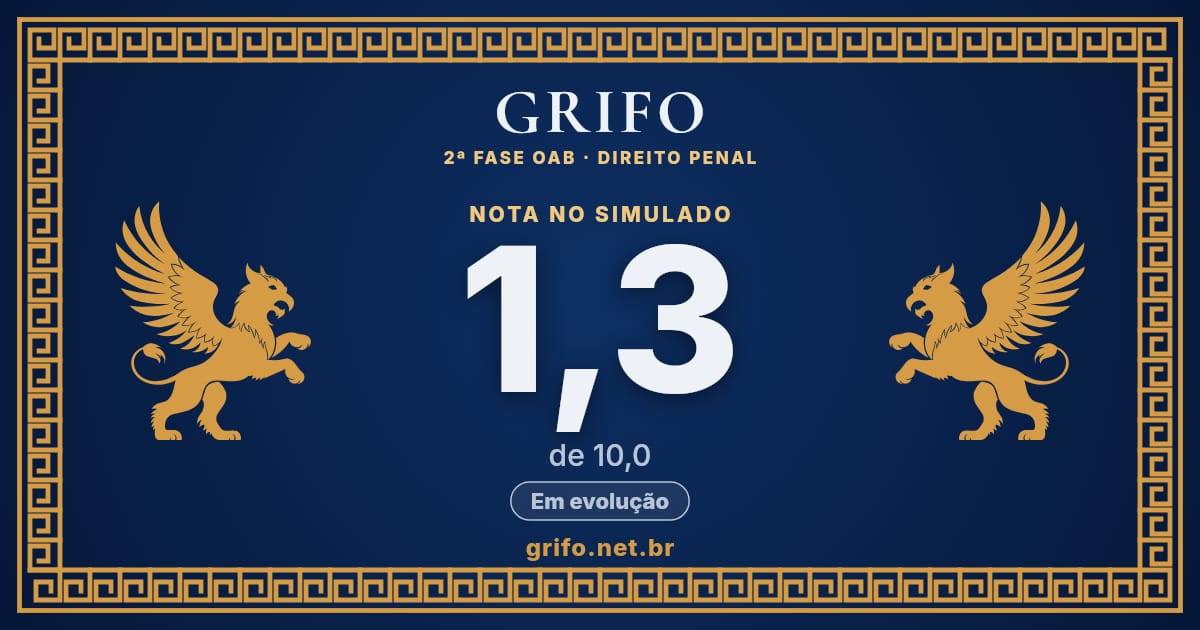 GRIFO
2ª FASE OAB · DIREITO PENAL
NOTA NO SIMULADO
1,3
de 10,0
Em evolução
grifo.net.br